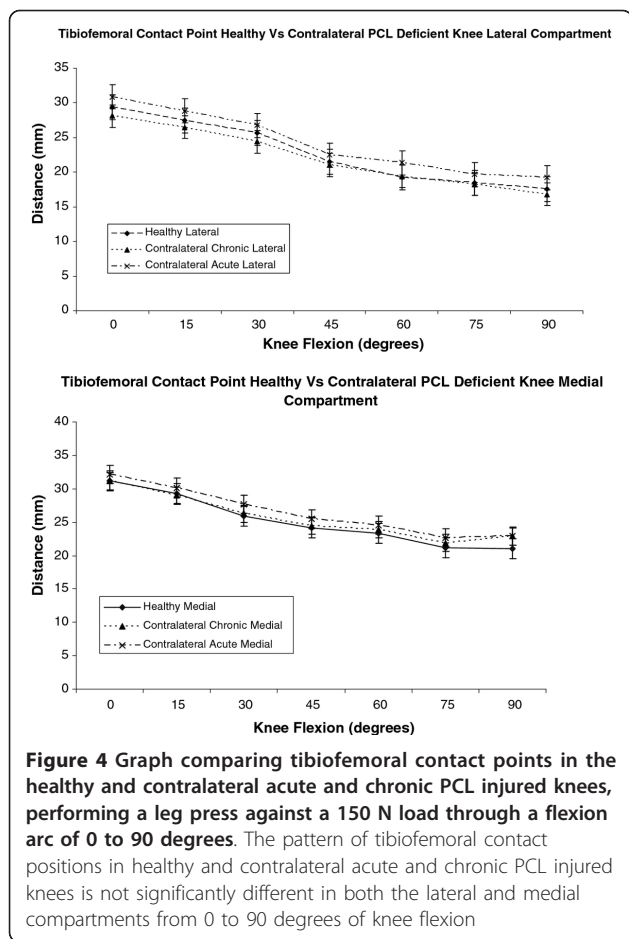 Tibiofemoral Contact Point Healthy Vs Contralateral PCL Deficient Knee Lateral Compartment
35
30
25
20
15
10
5
0
Distance (mm)
Healthy Lateral
Contralateral Chronic Lateral
Contralateral Acute Lateral
0 15 30 45 60 75 90
Knee Flexion (degrees)
Tibiofemoral Contact Point Healthy Vs Contralateral PCL Deficient Knee Medial
Compartment
40
35
30
25
20
15
10
5
0
Distance (mm)
Healthy Medial
Contralateral Chronic Medial
Contralateral Acute Medial
0 15 30 45 60 75 90
Knee Flexion (degrees)
Figure 4 Graph comparing tibiofemoral contact points in the
healthy and contralateral acute and chronic PCL injured knees,
performing a leg press against a 150 N load through a flexion
arc of 0 to 90 degrees. The pattern of tibiofemoral contact
positions in healthy and contralateral acute and chronic PCL injured
knees is not significantly different in both the lateral and medial
compartments from 0 to 90 degrees of knee flexion